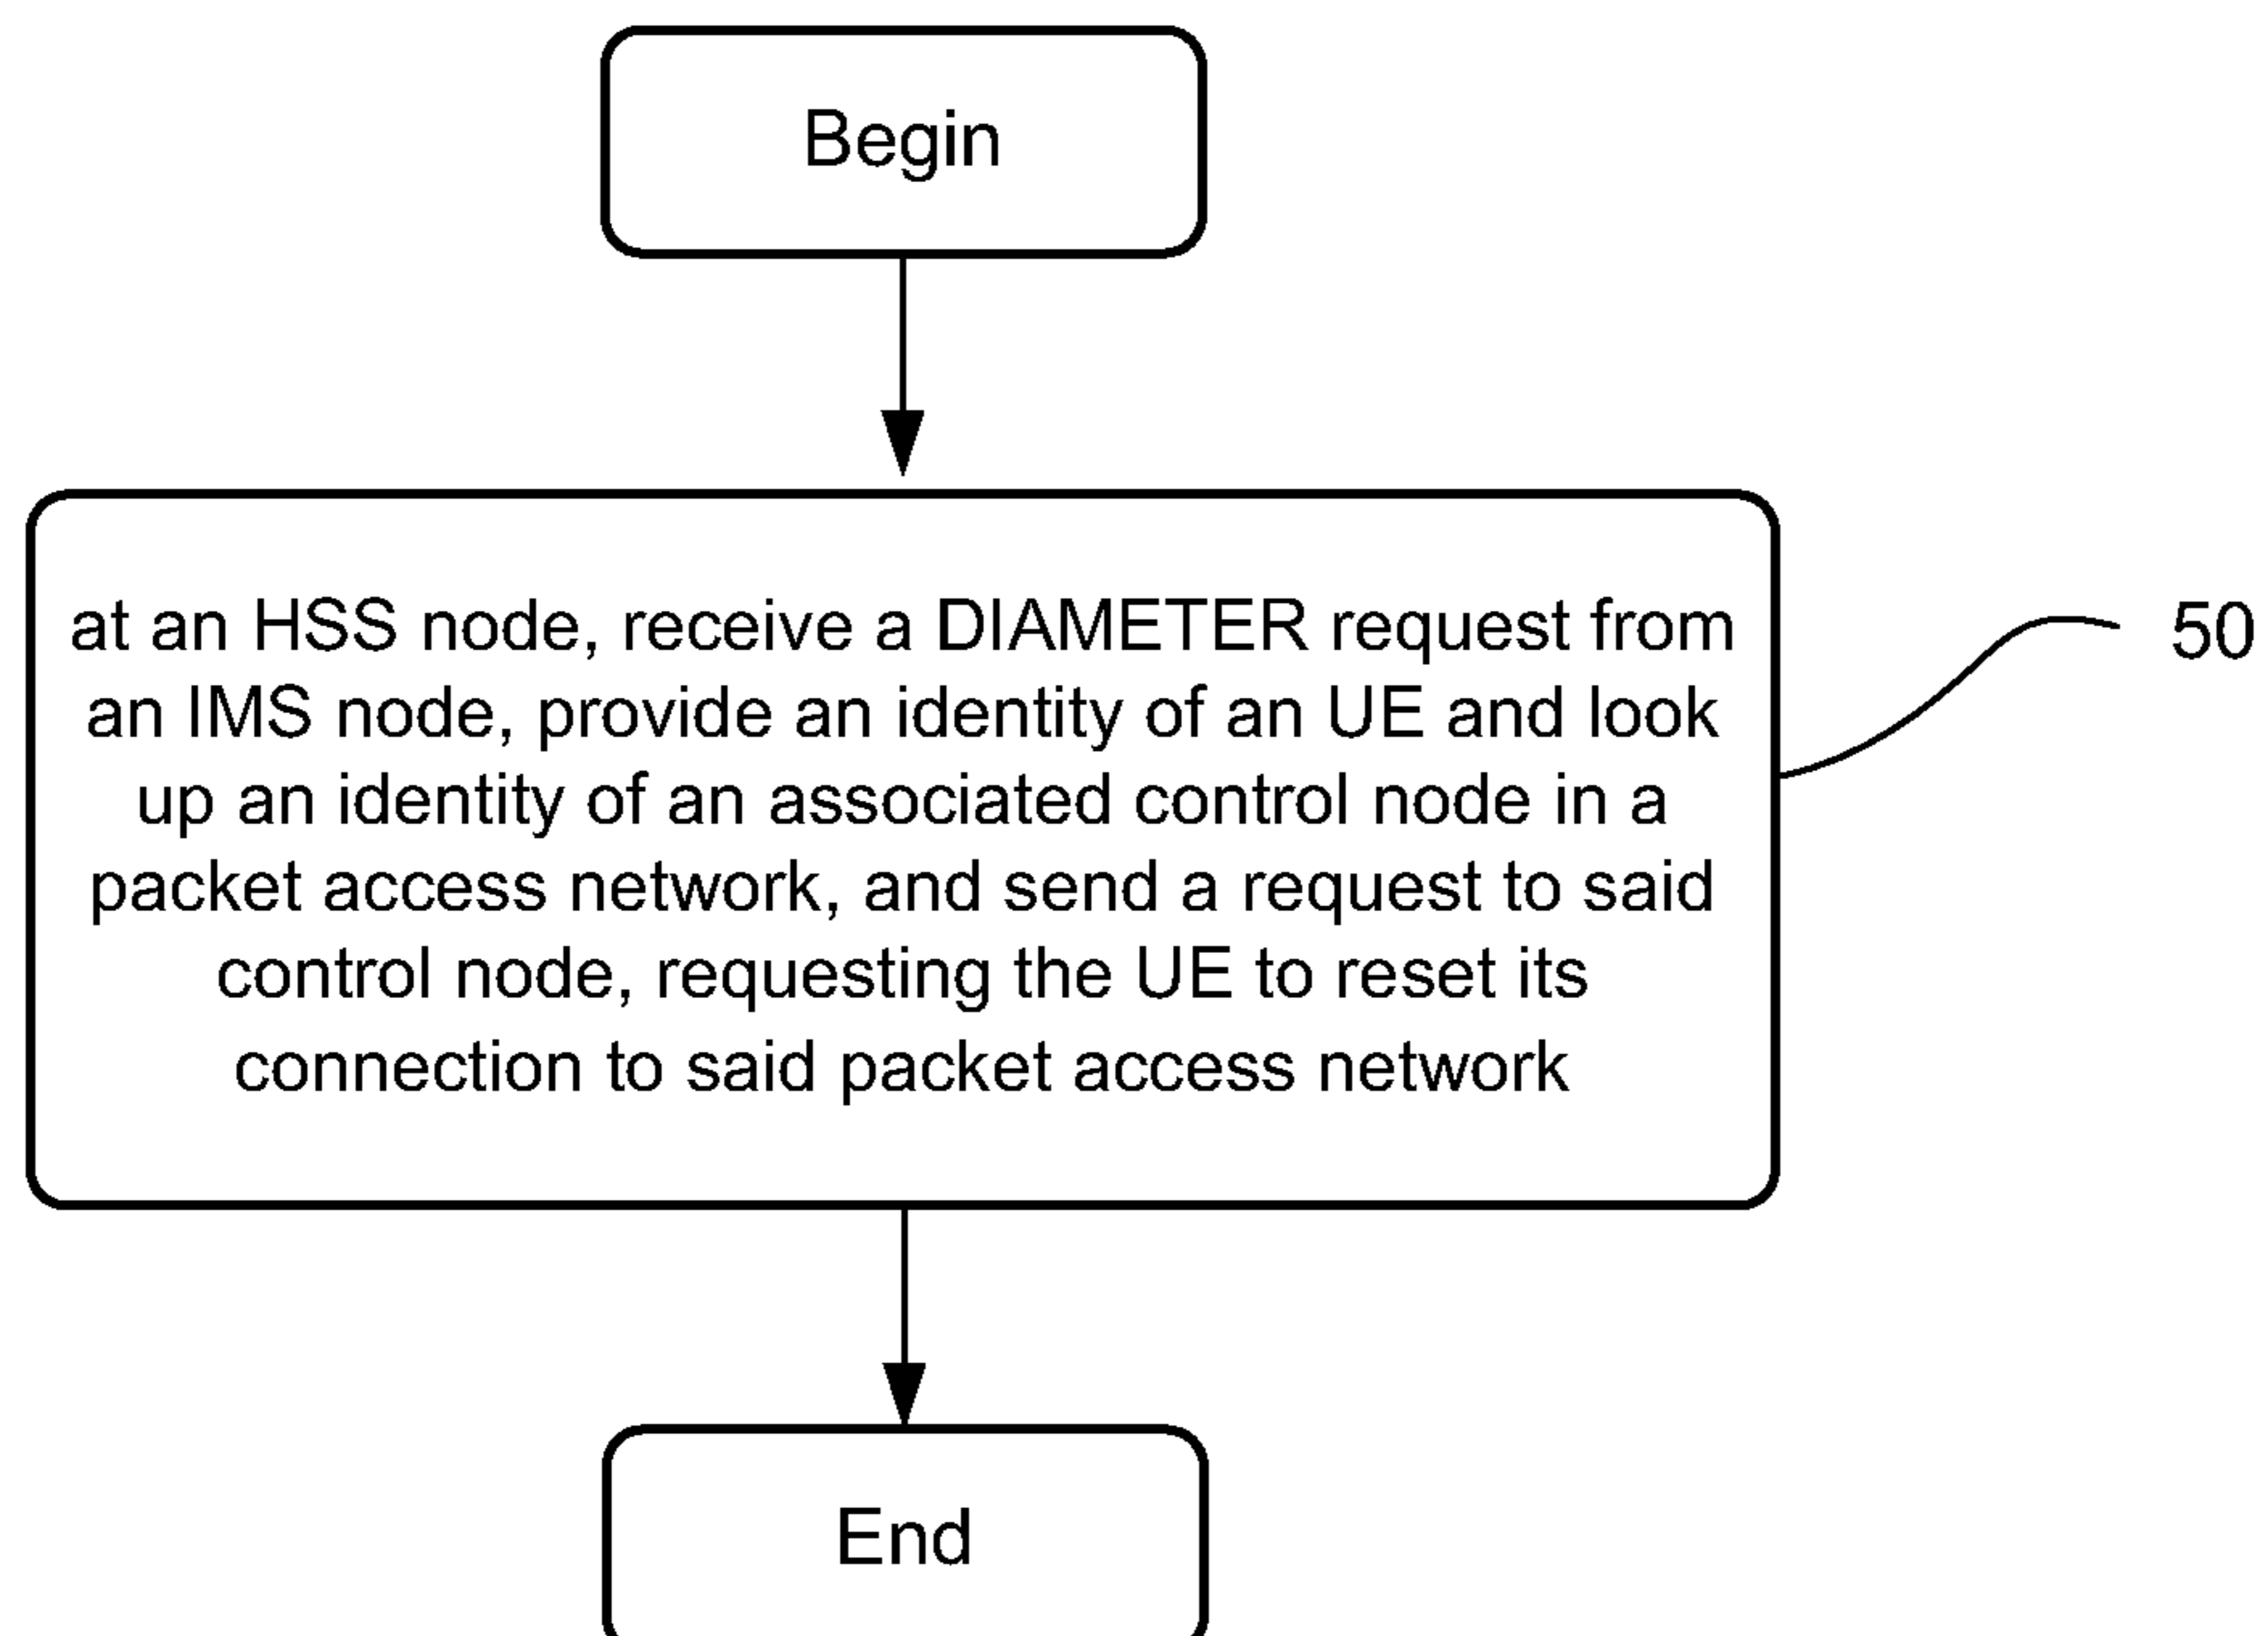 Begin
at an HSS node, receive a DIAMETER request from
an IMS node, provide an identity of an UE and look
up an identity of an associated control node in a
packet access network, and send a request to said
control node, requesting the UE to reset its
connection to said packet access network
50
End